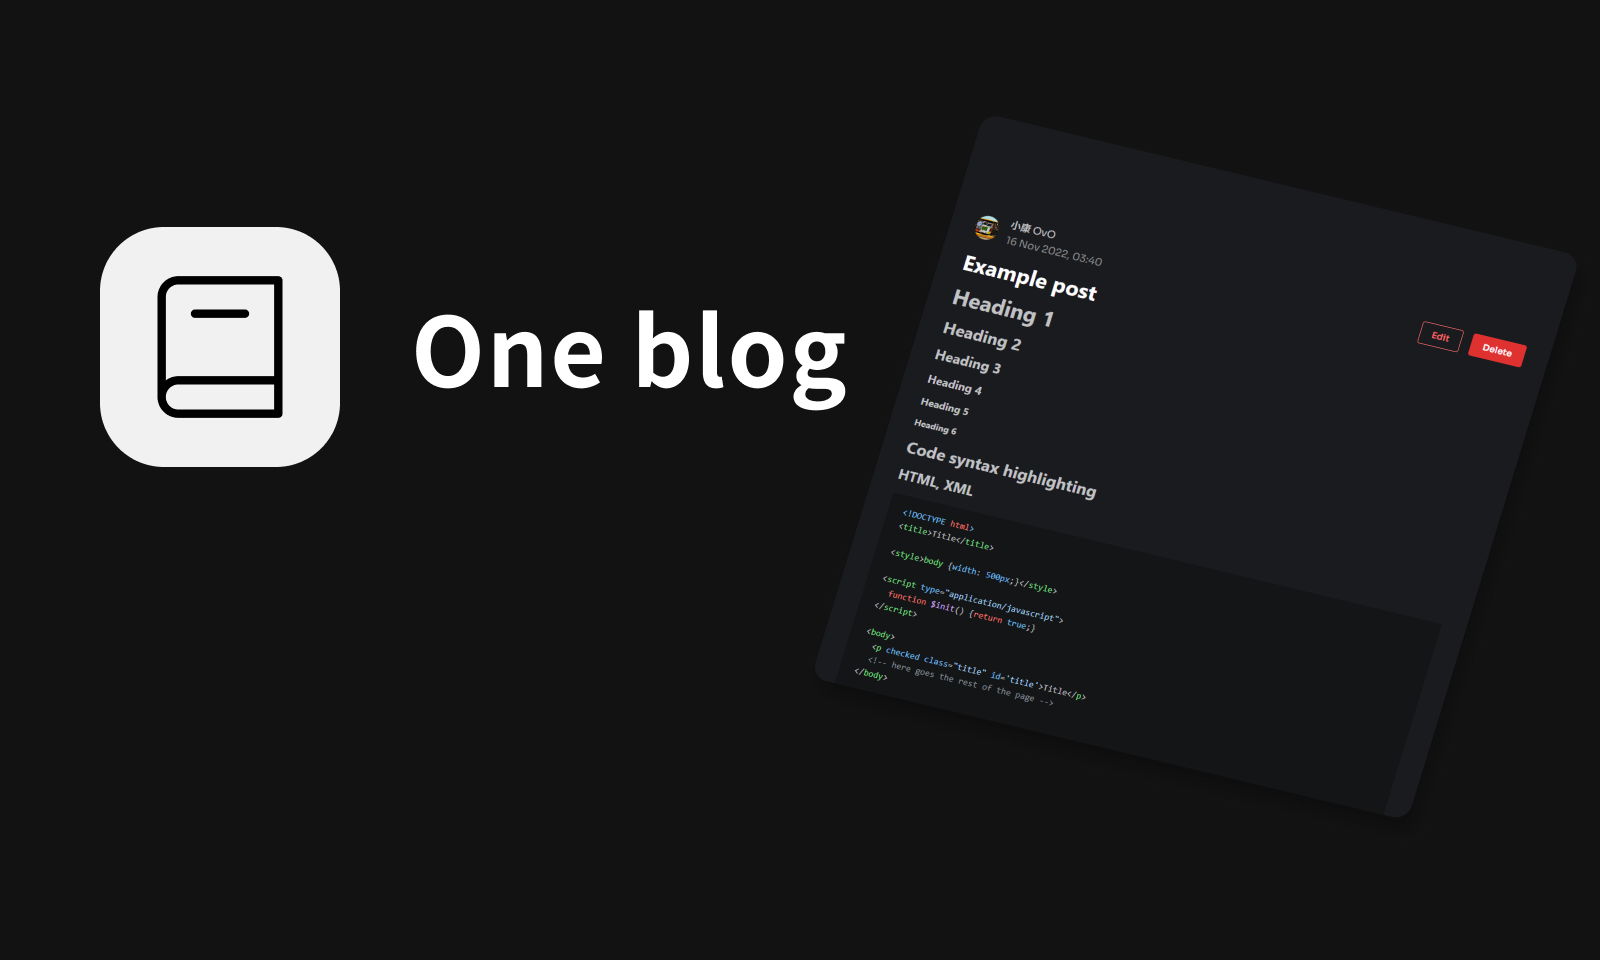 One blog
小康 OvO
16 Nov 2022, 03:40
Example post
Heading 1
Heading 2
Heading 3
Heading 4
Heading 5
Heading 6
Edit
Delete
Code syntax highlighting
HTML, XML
<!DOCTYPE html>
<title>Title</title>
<style>body {width: 500px;}</style>
<script type="application/javascript">
function $init() {return true;}
</script>
<body>
<p checked class="title" id='title'>Title</p>
<!-- here goes the rest of the page -->
</body>